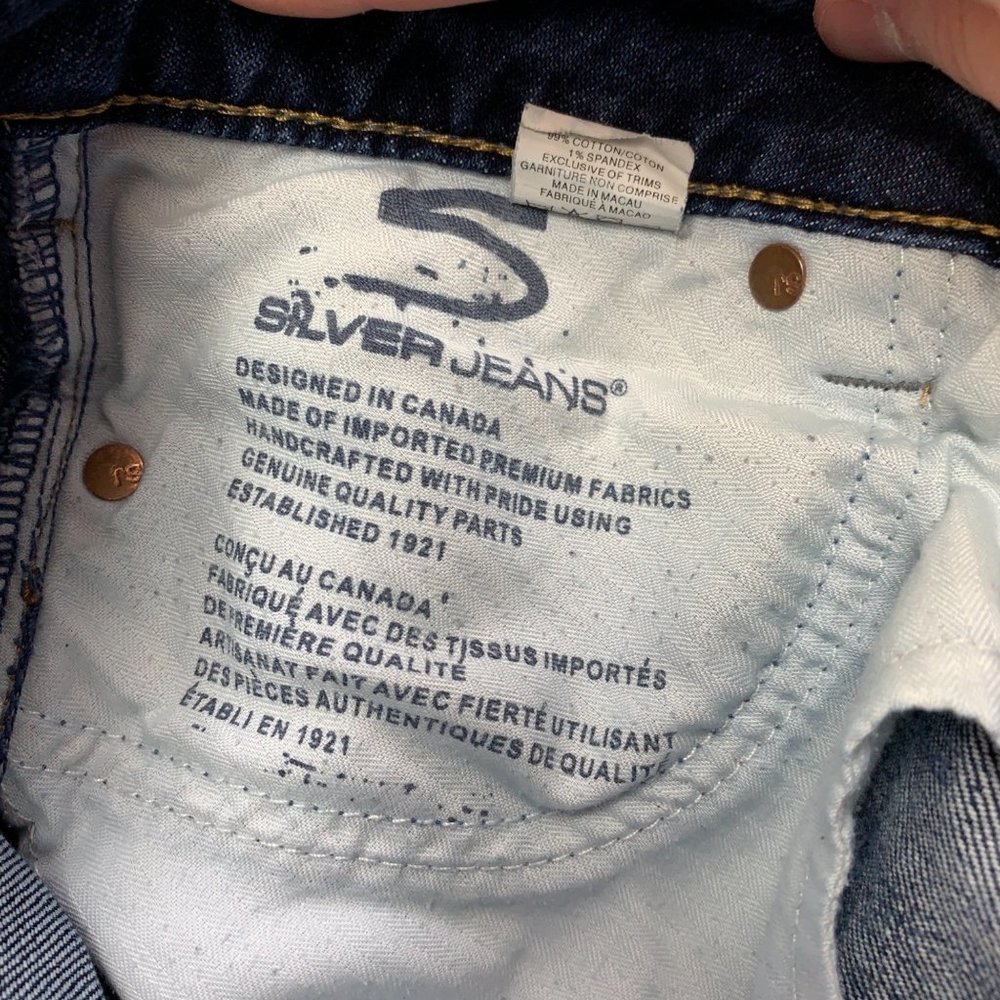 99% COTTON/COTON
1% SPANDEX
EXCLUSIVE OF TRIMS
GARNITURE NON COMPRISE
MADE IN MACAU
FABRIQUÉ À MACAO
SILVER JEANS®
DESIGNED IN CANADA
MADE OF IMPORTED PREMIUM FABRICS
HANDCRAFTED WITH PRIDE USING
GENUINE QUALITY PARTS
ESTABLISHED 1921
CONÇU AU CANADA
FABRIQUÉ AVEC DES TISSUS IMPORTÉS
DE PREMIÈRE QUALITÉ
ARTISANAT FAIT AVEC FIERTÉ UTILISANT
DES PIÈCES AUTHENTIQUES DE QUALITÉ
ÉTABLI EN 1921